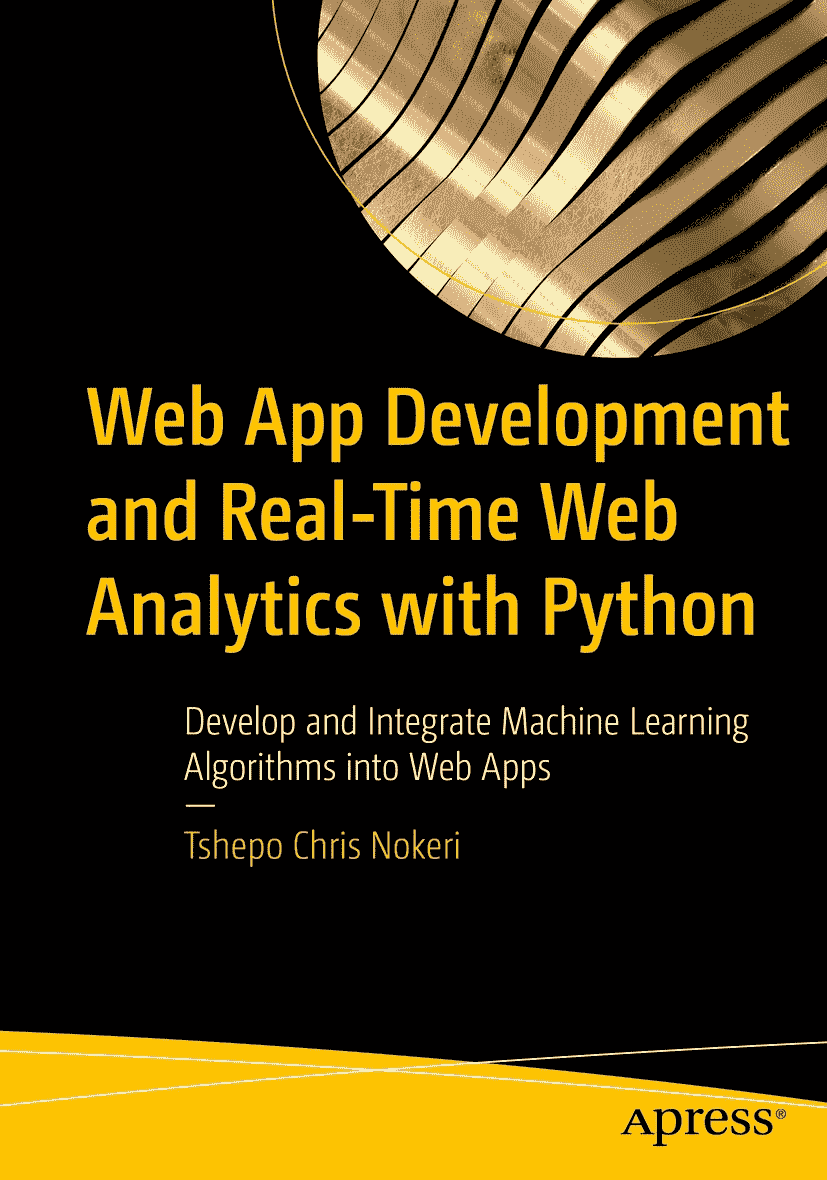 Web App Development
and Real-Time Web
Analytics with Python
Develop and Integrate Machine Learning
Algorithms into Web Apps
—
Tshepo Chris Nokeri
Apress®